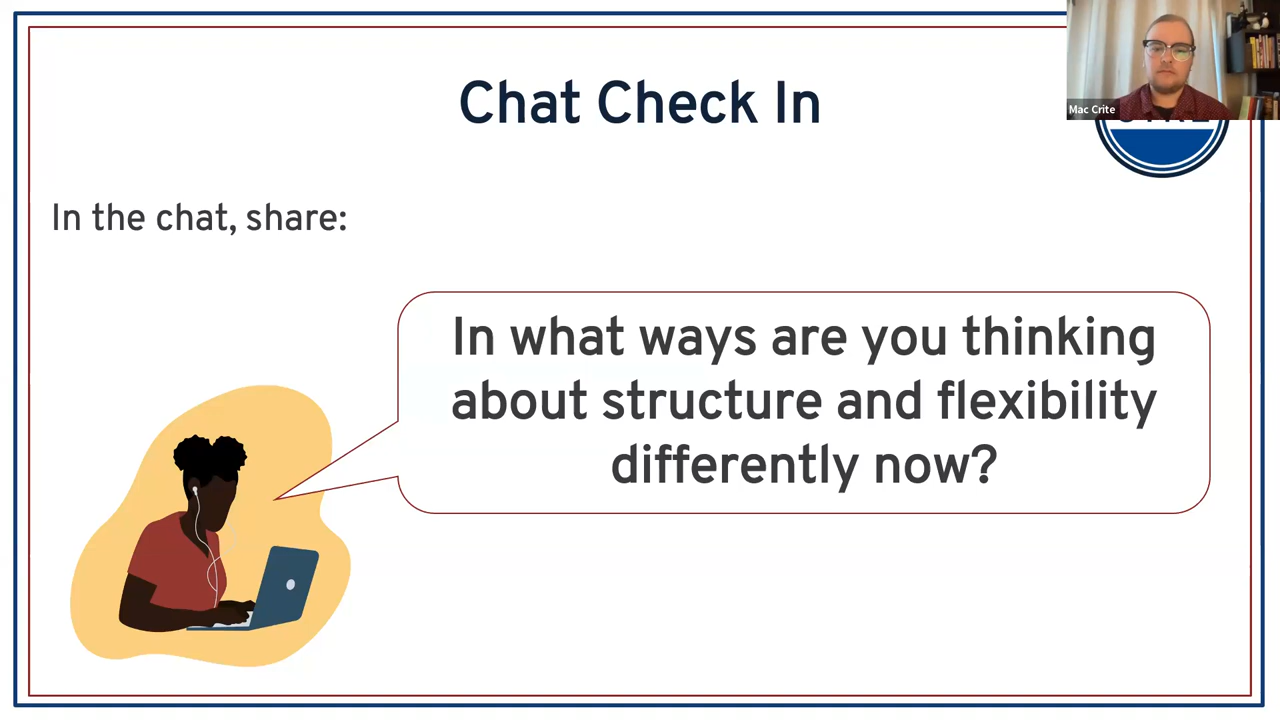 Chat Check In
Mac Crite
In the chat, share:
In what ways are you thinking
about structure and flexibility
differently now?